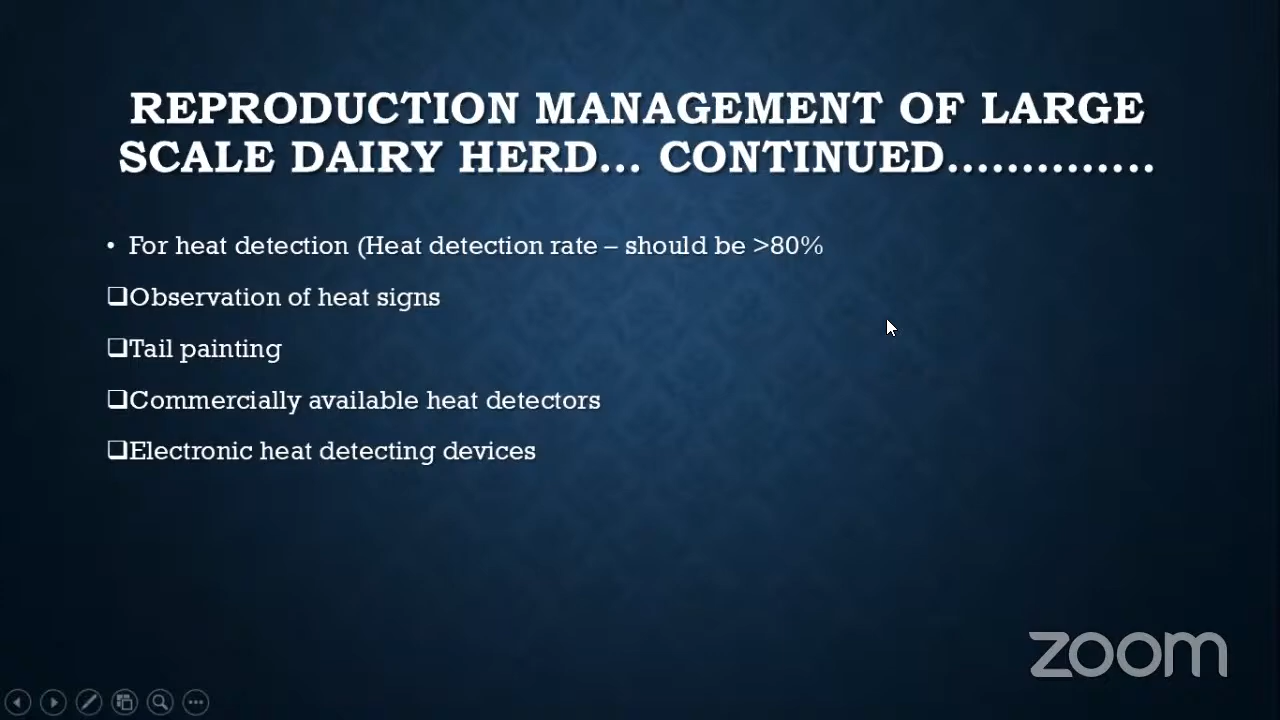 REPRODUCTION MANAGEMENT OF LARGE
SCALE DAIRY HERD... CONTINUED..............
• For heat detection (Heat detection rate – should be >80%
❑Observation of heat signs
❑Tail painting
❑Commercially available heat detectors
❑Electronic heat detecting devices
zoom